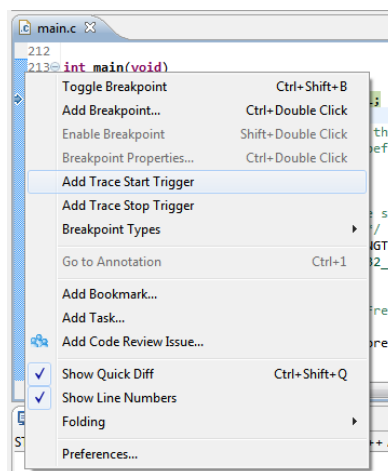 main.c
212
213 int main(void)
Toggle Breakpoint Ctrl+Shift+B
Add Breakpoint... Ctrl+Double Click
Enable Breakpoint Shift+Double Click
Breakpoint Properties... Ctrl+Double Click
Add Trace Start Trigger
Add Trace Stop Trigger
Breakpoint Types
Go to Annotation Ctrl+1
Add Bookmark...
Add Task...
Add Code Review Issue...
Show Quick Diff Ctrl+Shift+Q
Show Line Numbers
Folding
Preferences...